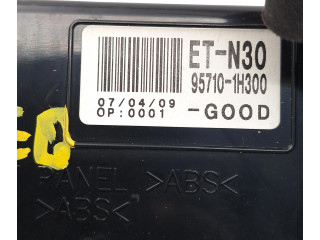 ET-N30
95710-1H300
07/04/09
OP:0001
-GOOD
PANEL >ABS<
>ABS<